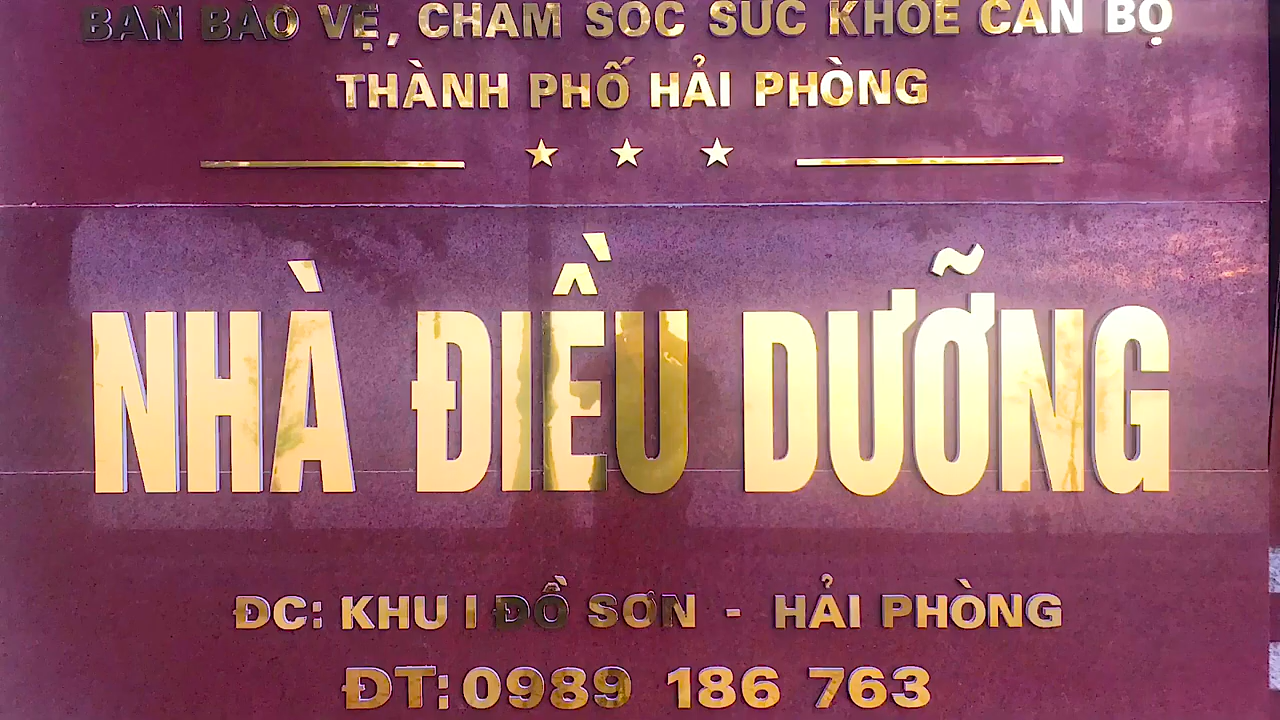 BAN BẢO VỆ, CHĂM SÓC SỨC KHỎE CÁN BỘ
THÀNH PHỐ HẢI PHÒNG
NHÀ ĐIỀU DƯỠNG
ĐC: KHU I ĐỒ SƠN - HẢI PHÒNG
ĐT: 0989 186 763